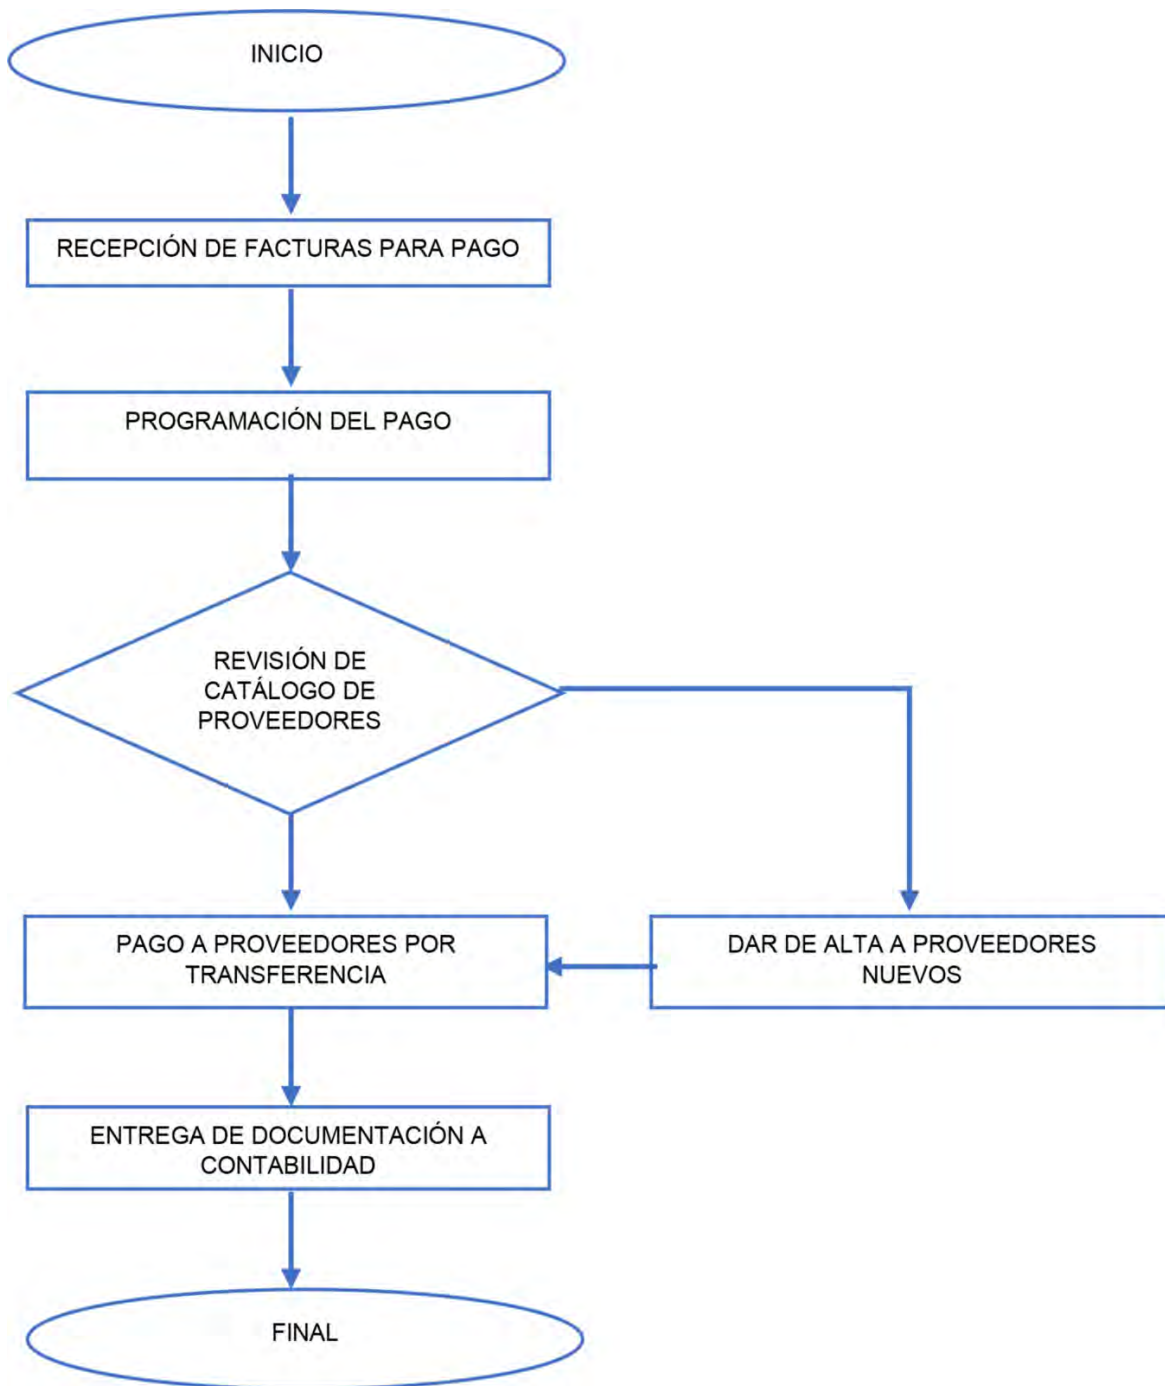 INICIO
RECEPCIÓN DE FACTURAS PARA PAGO
PROGRAMACIÓN DEL PAGO
REVISIÓN DE
CATÁLOGO DE
PROVEEDORES
PAGO A PROVEEDORES POR
TRANSFERENCIA
DAR DE ALTA A PROVEEDORES
NUEVOS
ENTREGA DE DOCUMENTACIÓN A
CONTABILIDAD
FINAL